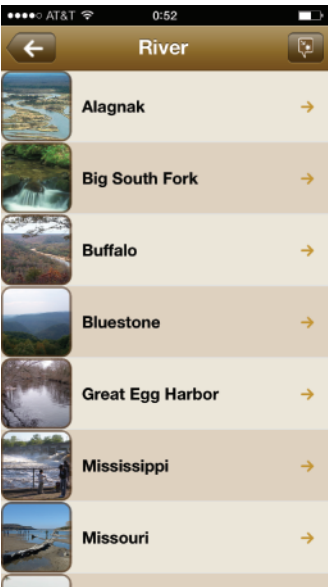 AT&T 0:52
River
Alagnak
Big South Fork
Buffalo
Bluestone
Great Egg Harbor
Mississippi
Missouri